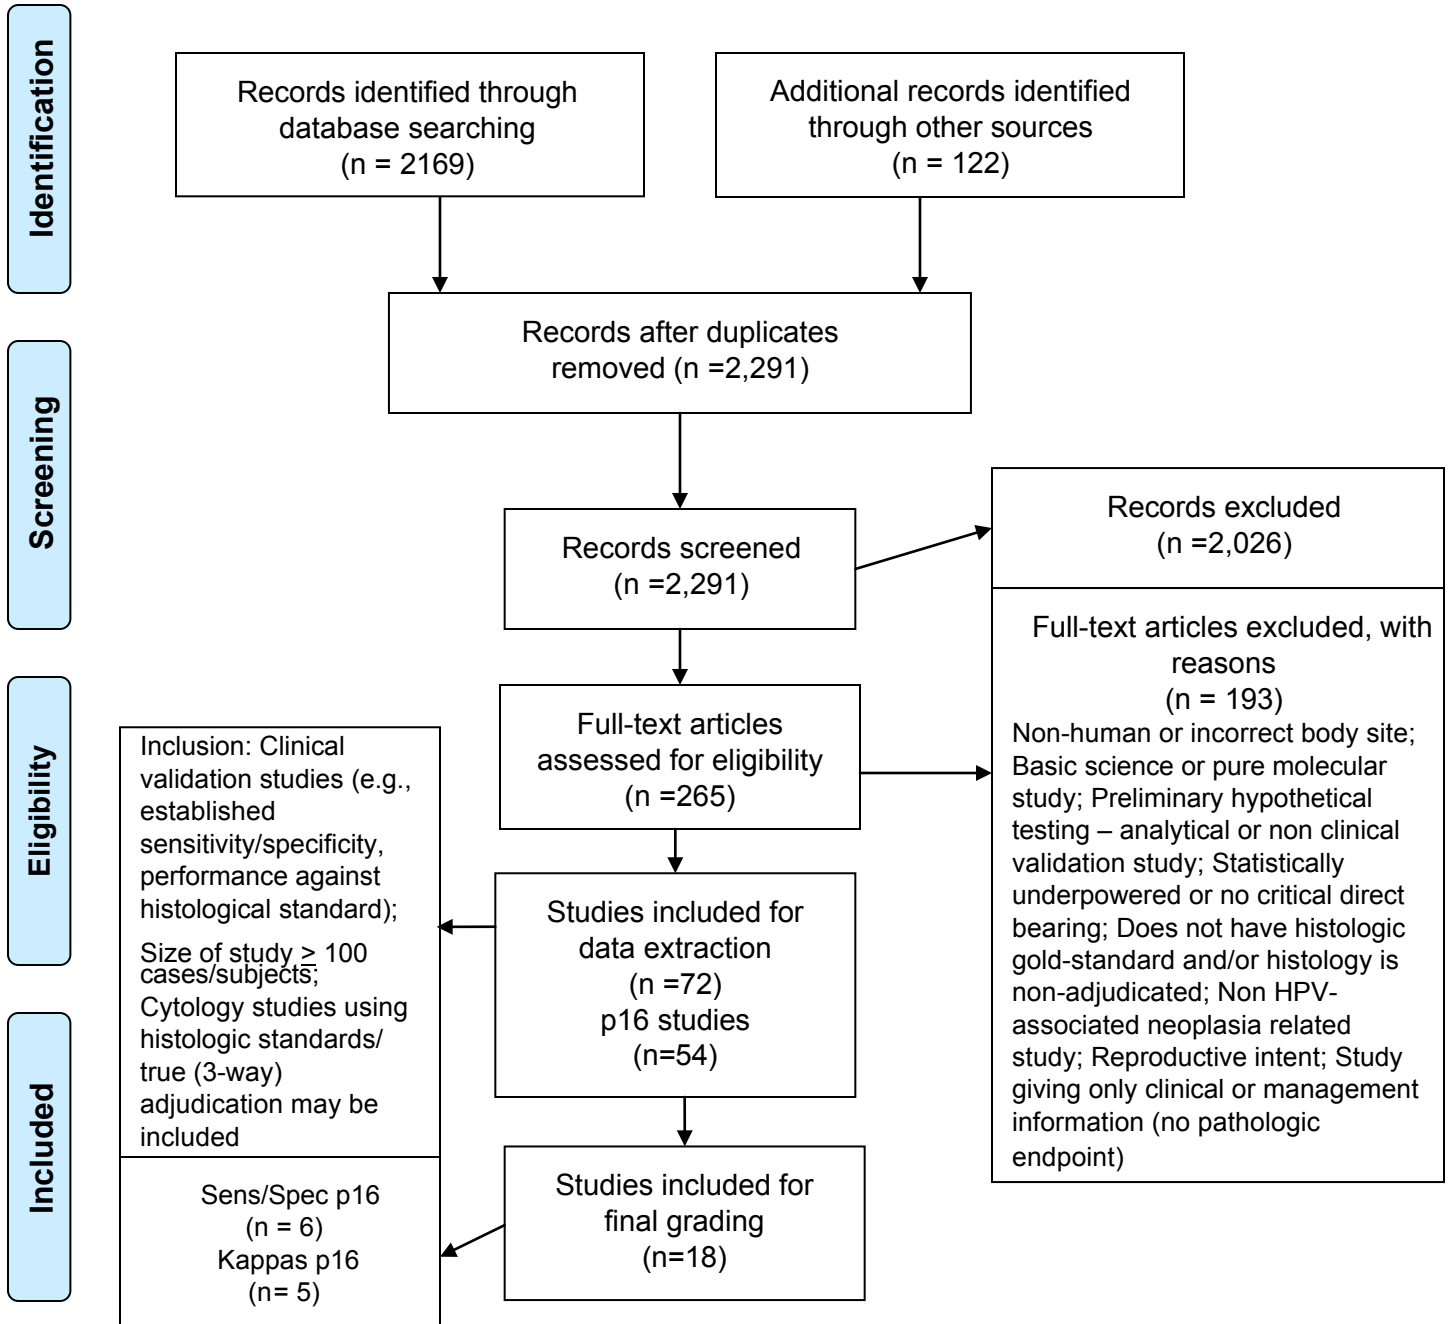 Identification
Records identified through
database searching
(n = 2169)
Additional records identified
through other sources
(n = 122)
Records after duplicates
removed (n =2,291)
Screening
Records screened
(n =2,291)
Records excluded
(n =2,026)
Full-text articles excluded, with
reasons
(n = 193)
Non-human or incorrect body site;
Basic science or pure molecular
study; Preliminary hypothetical
testing – analytical or non clinical
validation study; Statistically
underpowered or no critical direct
bearing; Does not have histologic
gold-standard and/or histology is
non-adjudicated; Non HPV-
associated neoplasia related
study; Reproductive intent; Study
giving only clinical or management
information (no pathologic
endpoint)
Eligibility
Full-text articles
assessed for eligibility
(n =265)
Inclusion: Clinical
validation studies (e.g.,
established
sensitivity/specificity,
performance against
histological standard);
Size of study ≥ 100
cases/subjects;
Cytology studies using
histologic standards/
true (3-way)
adjudication may be
included
Studies included for
data extraction
(n =72)
p16 studies
(n=54)
Included
Studies included for
final grading
(n=18)
Sens/Spec p16
(n = 6)
Kappas p16
(n= 5)